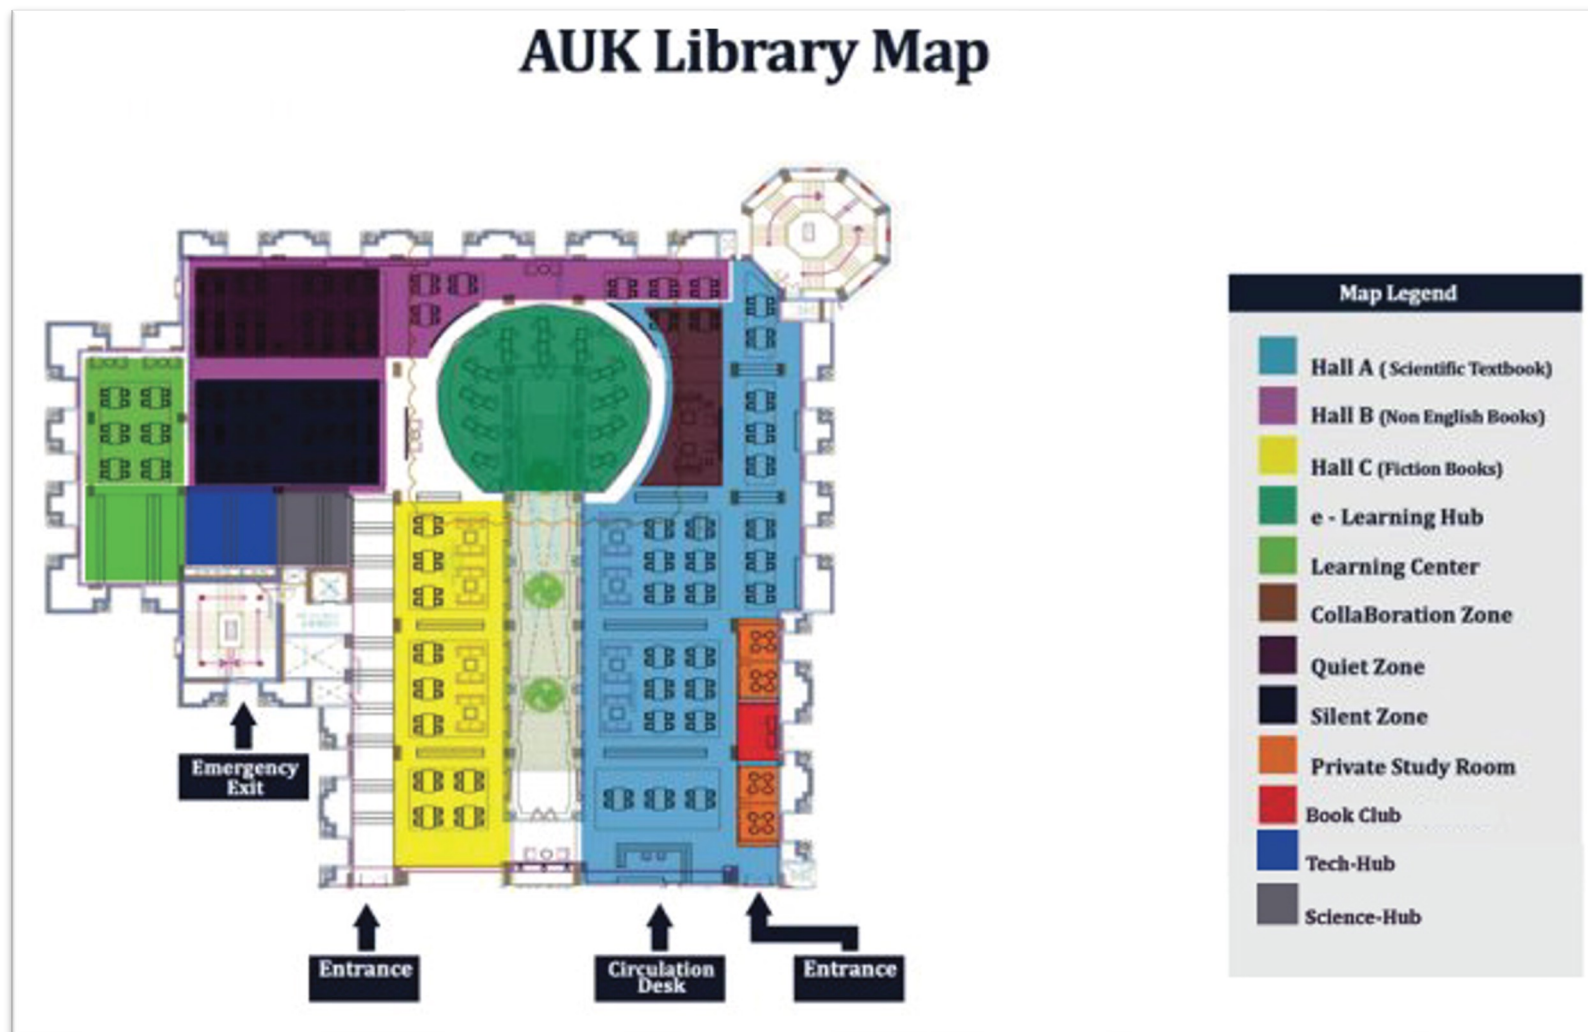 AUK Library Map
Map Legend
Hall A ( Scientific Textbook)
Hall B (Non English Books)
Hall C (Fiction Books)
e - Learning Hub
Learning Center
CollaBoration Zone
Quiet Zone
Silent Zone
Private Study Room
Book Club
Tech-Hub
Science-Hub
Emergency
Exit
Entrance
Circulation
Desk
Entrance